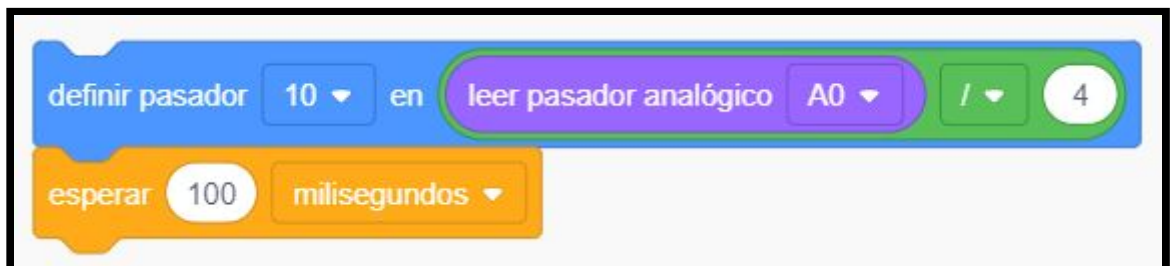 definir pasador 10 en leer pasador analógico A0 / 4
esperar 100 milisegundos